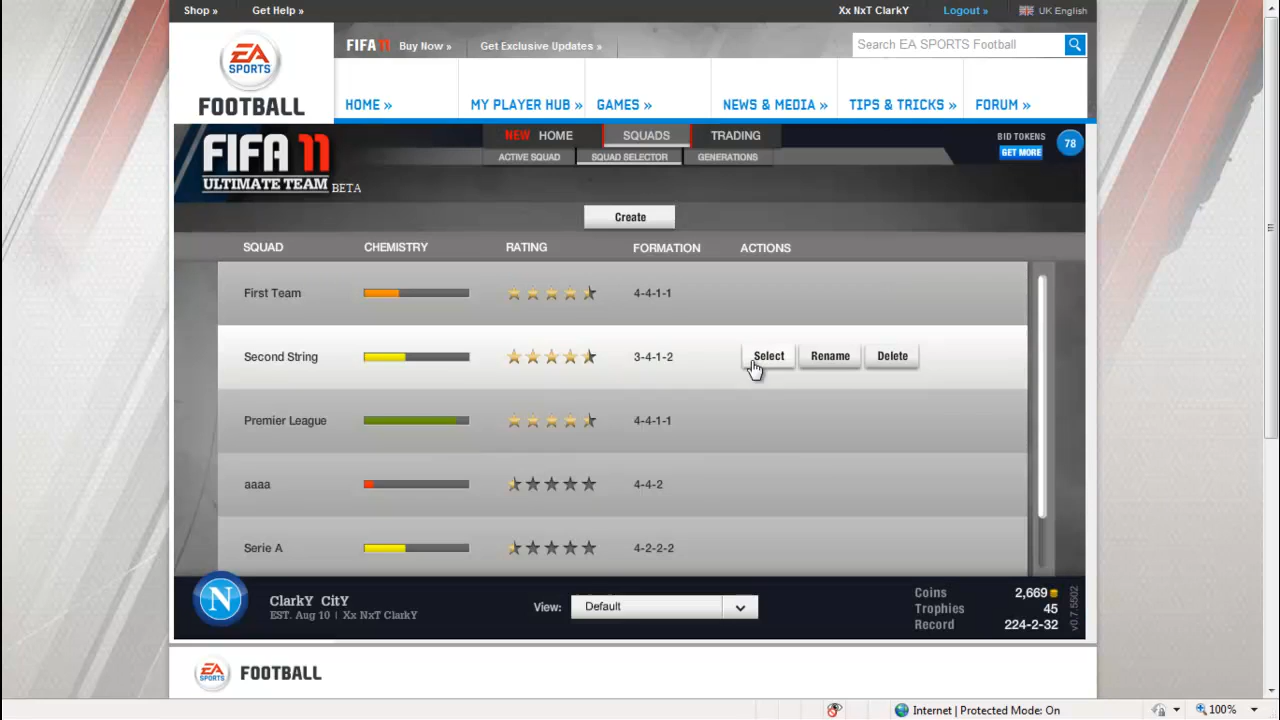 Shop »
Get Help »
Xx NxT ClarkY
Logout »
UK English
EA
SPORTS
FOOTBALL
FIFA 11
Buy Now »
Get Exclusive Updates »
Search EA SPORTS Football
HOME »
MY PLAYER HUB »
GAMES »
NEWS & MEDIA »
TIPS & TRICKS »
FORUM »
FIFA 11
ULTIMATE TEAM BETA
NEW HOME
SQUADS
TRADING
ACTIVE SQUAD
SQUAD SELECTOR
GENERATIONS
BID TOKENS
GET MORE
78
Create
SQUAD CHEMISTRY RATING FORMATION ACTIONS
First Team 4-4-1-1
Second String 3-4-1-2 Select Rename Delete
Premier League 4-4-1-1
aaaa 4-4-2
Serie A 4-2-2-2
N
ClarkY CitY
EST. Aug 10 | Xx NxT ClarkY
View: Default
Coins 2,669
Trophies 45
Record 224-2-32
v0.7.5502
EA
SPORTS
FOOTBALL
Internet | Protected Mode: On
100%